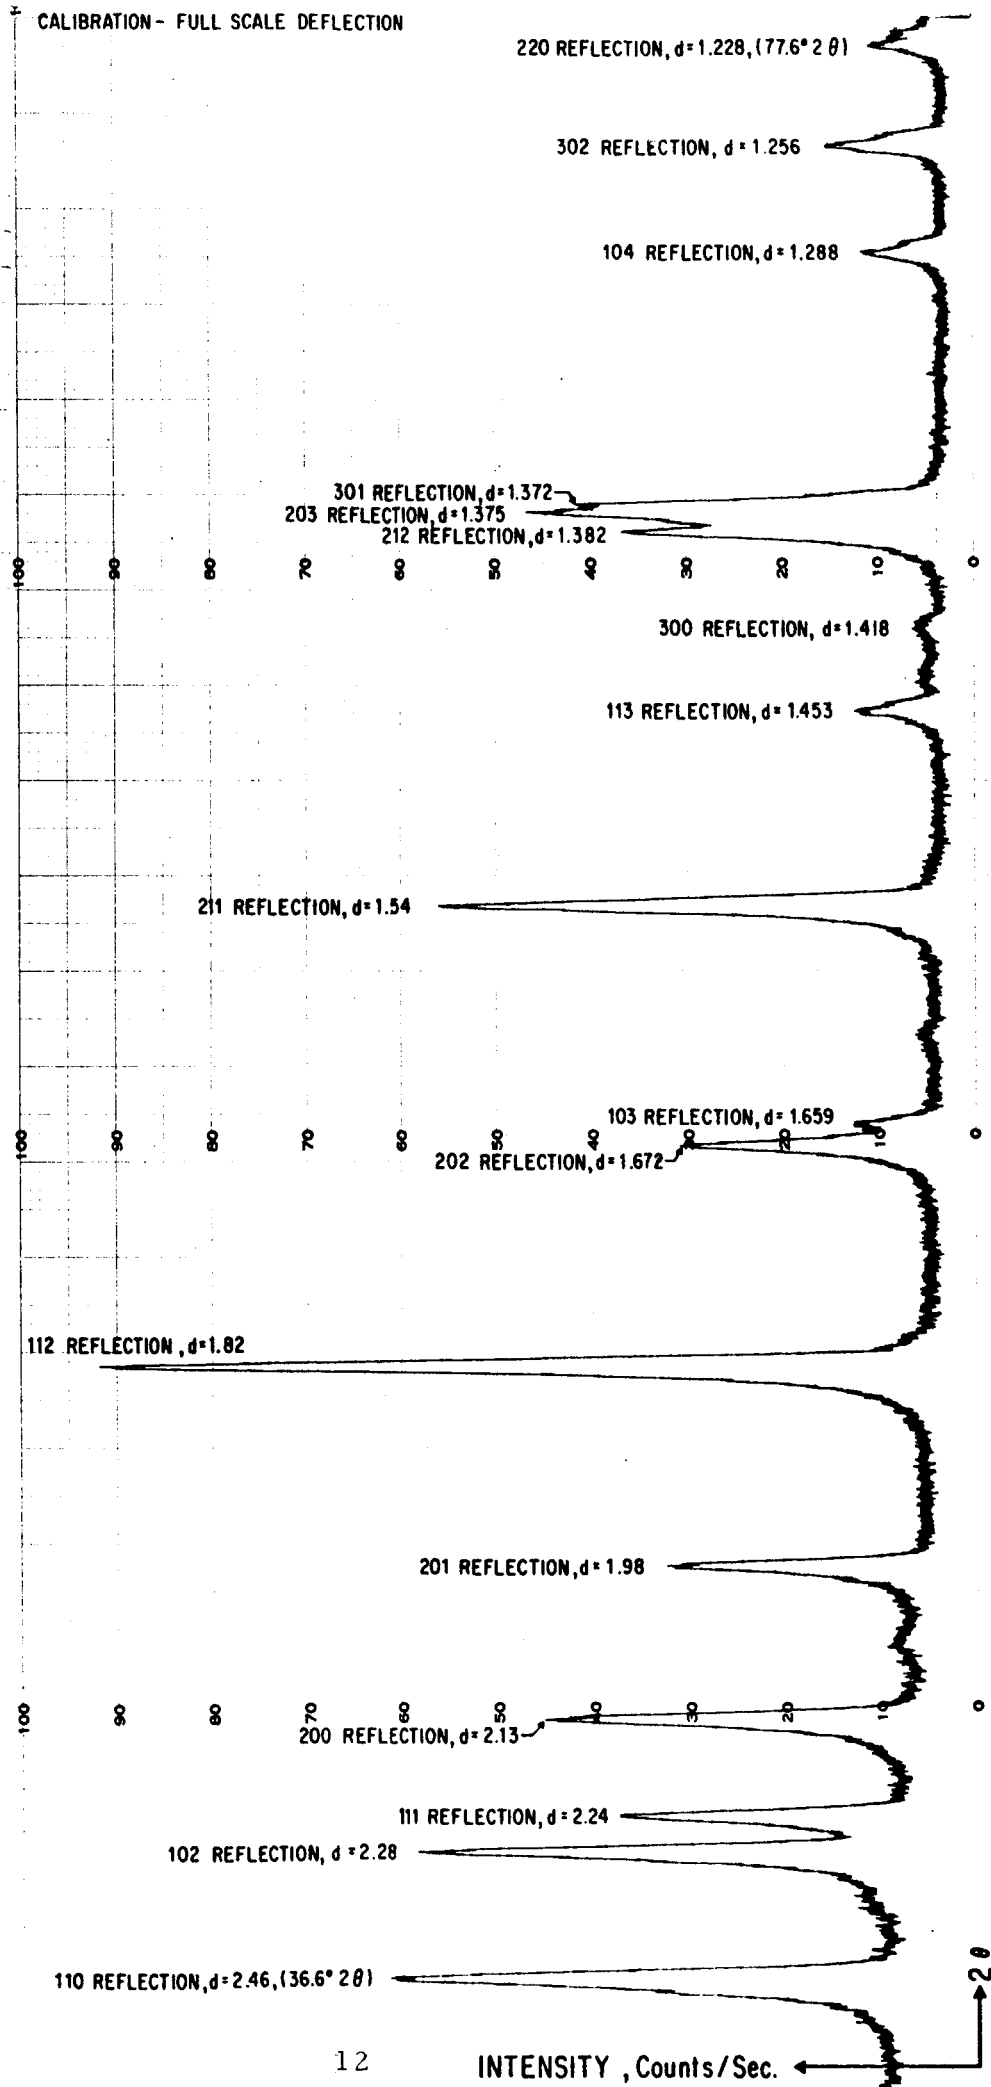 CALIBRATION - FULL SCALE DEFLECTION
220 REFLECTION, d=1.228, (77.6° 2 θ)
302 REFLECTION, d=1.256
104 REFLECTION, d=1.288
301 REFLECTION, d=1.372
203 REFLECTION, d=1.375
212 REFLECTION, d=1.382
100 90 80 70 60 50 40 30 20 10 0
300 REFLECTION, d=1.418
113 REFLECTION, d=1.453
211 REFLECTION, d=1.54
103 REFLECTION, d=1.659
100 90 80 70 60 50 40 30 20 10 0
202 REFLECTION, d=1.672
112 REFLECTION, d=1.82
201 REFLECTION, d=1.98
100 90 80 70 60 50 40 30 20 10 0
200 REFLECTION, d=2.13
111 REFLECTION, d=2.24
102 REFLECTION, d=2.28
110 REFLECTION, d=2.46, (36.6° 2θ)
2 θ
12
INTENSITY, Counts/Sec.